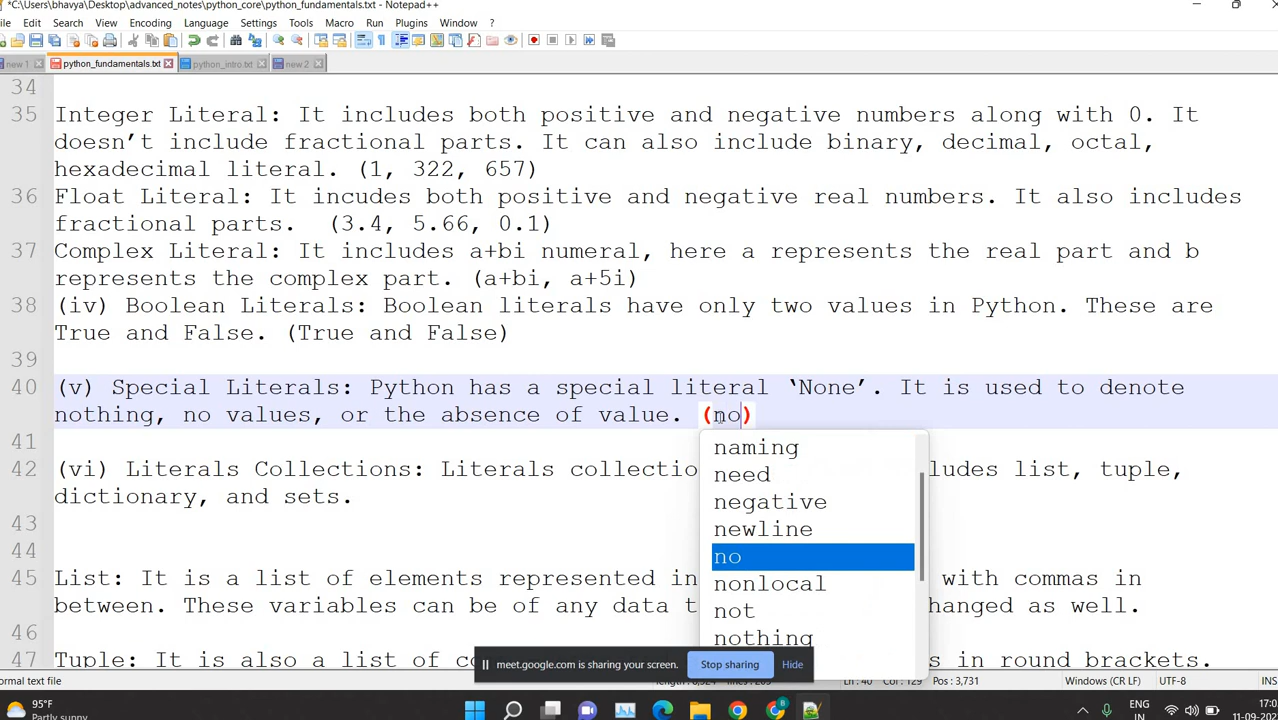 *C:\Users\bhavya\Desktop\advanced_notes\python_core\python_fundamentals.txt - Notepad++
File Edit Search View Encoding Language Settings Tools Macro Run Plugins Window ?
new 1 python_fundamentals.txt python_intro.txt new 2
34
35 Integer Literal: It includes both positive and negative numbers along with 0. It
doesn’t include fractional parts. It can also include binary, decimal, octal,
hexadecimal literal. (1, 322, 657)
36 Float Literal: It incudes both positive and negative real numbers. It also includes
fractional parts. (3.4, 5.66, 0.1)
37 Complex Literal: It includes a+bi numeral, here a represents the real part and b
represents the complex part. (a+bi, a+5i)
38 (iv) Boolean Literals: Boolean literals have only two values in Python. These are
True and False. (True and False)
39
40 (v) Special Literals: Python has a special literal ‘None’. It is used to denote
nothing, no values, or the absence of value. (no)
41 naming
42 (vi) Literals Collections: Literals collectio ludes list, tuple,
need
dictionary, and sets.
negative
43 newline
44 no
45 List: It is a list of elements represented in with commas in
nonlocal
between. These variables can be of any data t hanged as well.
not
46 nothing
47 Tuple: It is also a list of s in round brackets.
meet.google.com is sharing your screen. Stop sharing Hide
Ln : 40 Col : 129 Pos : 3,731 Windows (CR LF) UTF-8 INS
95°F
Partly sunny
ENG
IN
17:0
11-09-202